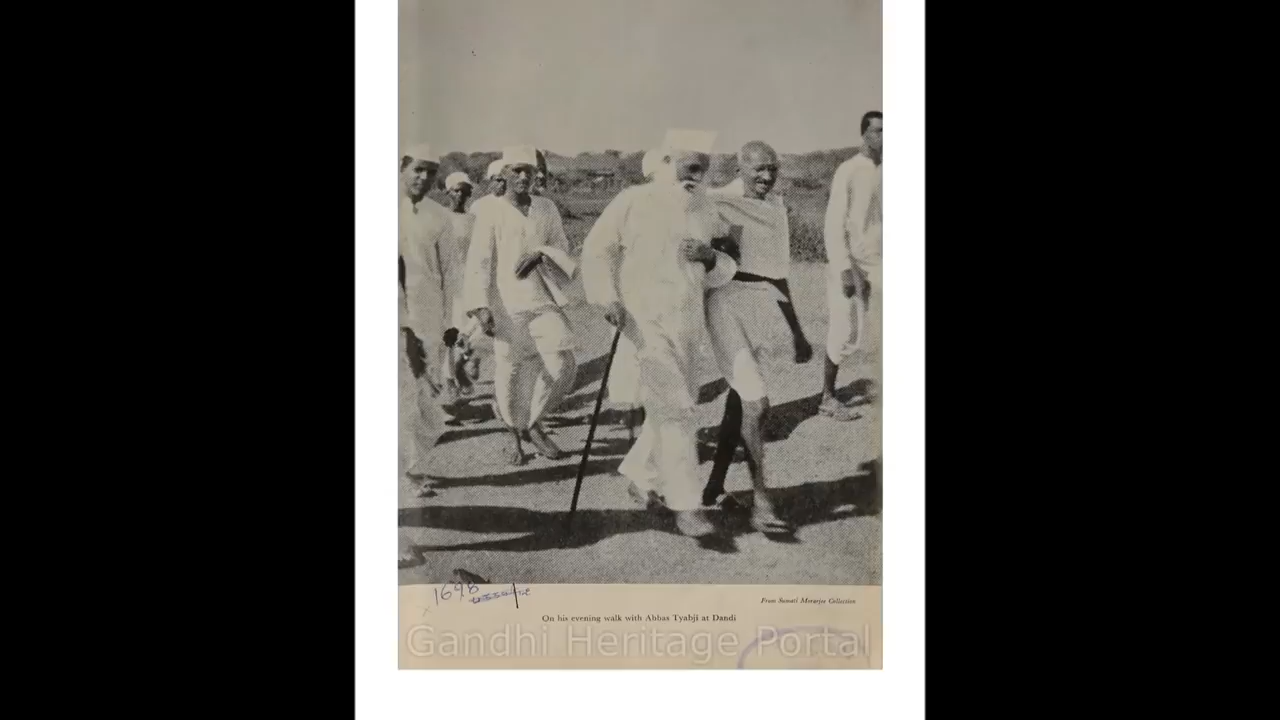 From Sumati Morarjee Collection
1698
On his evening walk with Abbas Tyabji at Dandi
Gandhi Heritage Portal